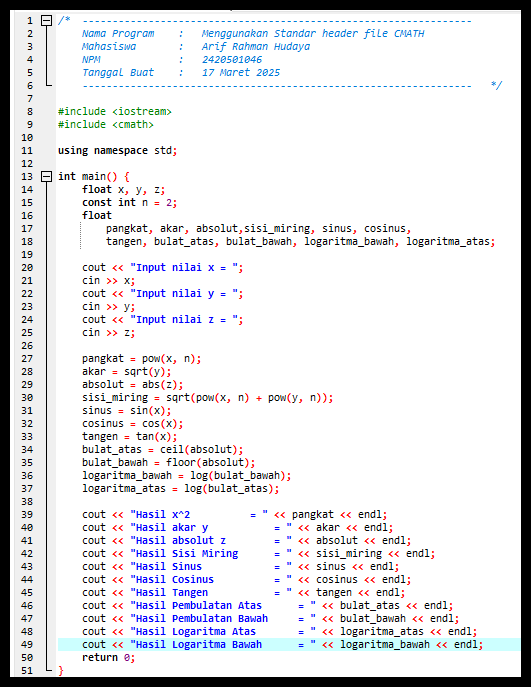 1 /* -----------------------------------------------------------------
2 Nama Program : Menggunakan Standar header file CMATH
3 Mahasiswa : Arif Rahman Hudaya
4 NPM : 2420501046
5 Tanggal Buat : 17 Maret 2025
6 ----------------------------------------------------------------- */
7
8 #include <iostream>
9 #include <cmath>
10
11 using namespace std;
12
13 int main() {
14 float x, y, z;
15 const int n = 2;
16 float
17 pangkat, akar, absolut,sisi_miring, sinus, cosinus,
18 tangen, bulat_atas, bulat_bawah, logaritma_bawah, logaritma_atas;
19
20 cout << "Input nilai x = ";
21 cin >> x;
22 cout << "Input nilai y = ";
23 cin >> y;
24 cout << "Input nilai z = ";
25 cin >> z;
26
27 pangkat = pow(x, n);
28 akar = sqrt(y);
29 absolut = abs(z);
30 sisi_miring = sqrt(pow(x, n) + pow(y, n));
31 sinus = sin(x);
32 cosinus = cos(x);
33 tangen = tan(x);
34 bulat_atas = ceil(absolut);
35 bulat_bawah = floor(absolut);
36 logaritma_bawah = log(bulat_bawah);
37 logaritma_atas = log(bulat_atas);
38
39 cout << "Hasil x^2 = " << pangkat << endl;
40 cout << "Hasil akar y = " << akar << endl;
41 cout << "Hasil absolut z = " << absolut << endl;
42 cout << "Hasil Sisi Miring = " << sisi_miring << endl;
43 cout << "Hasil Sinus = " << sinus << endl;
44 cout << "Hasil Cosinus = " << cosinus << endl;
45 cout << "Hasil Tangen = " << tangen << endl;
46 cout << "Hasil Pembulatan Atas = " << bulat_atas << endl;
47 cout << "Hasil Pembulatan Bawah = " << bulat_bawah << endl;
48 cout << "Hasil Logaritma Atas = " << logaritma_atas << endl;
49 cout << "Hasil Logaritma Bawah = " << logaritma_bawah << endl;
50 return 0;
51 }